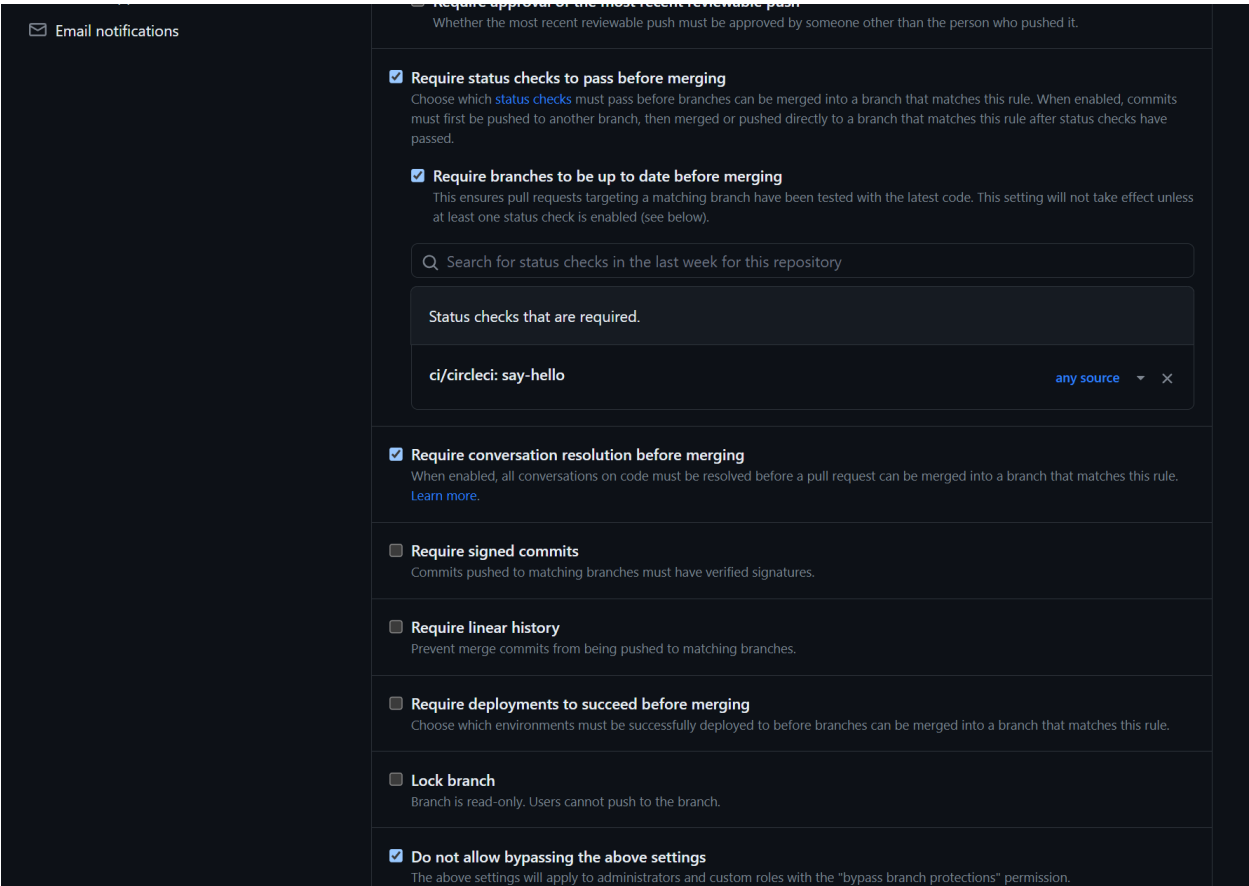 Require approval of the most recent reviewable push
Email notifications
Whether the most recent reviewable push must be approved by someone other than the person who pushed it.
Require status checks to pass before merging
Choose which status checks must pass before branches can be merged into a branch that matches this rule. When enabled, commits
must first be pushed to another branch, then merged or pushed directly to a branch that matches this rule after status checks have
passed.
Require branches to be up to date before merging
This ensures pull requests targeting a matching branch have been tested with the latest code. This setting will not take effect unless
at least one status check is enabled (see below).
Search for status checks in the last week for this repository
Status checks that are required.
ci/circleci: say-hello
any source
Require conversation resolution before merging
When enabled, all conversations on code must be resolved before a pull request can be merged into a branch that matches this rule.
Learn more.
Require signed commits
Commits pushed to matching branches must have verified signatures.
Require linear history
Prevent merge commits from being pushed to matching branches.
Require deployments to succeed before merging
Choose which environments must be successfully deployed to before branches can be merged into a branch that matches this rule.
Lock branch
Branch is read-only. Users cannot push to the branch.
Do not allow bypassing the above settings
The above settings will apply to administrators and custom roles with the "bypass branch protections" permission.